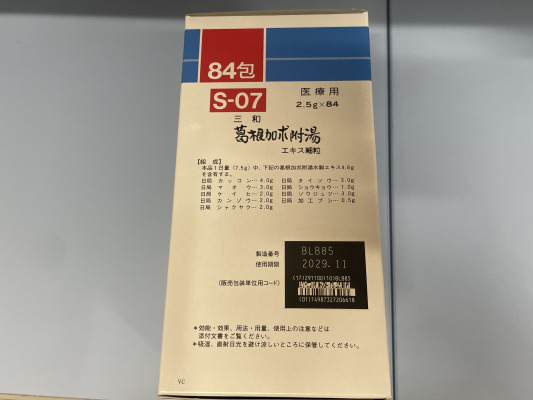 84包
S-07
医療用
2.5g×84
三和
葛根加朮附湯
エキス細粒
【組成】
本品1日量(7.5g)中、下記の葛根加朮附湯水製エキス4.8g
を含有する。
日局 カッコン…4.0g 日局 タイソウ…3.0g
日局 マオウ…3.0g 日局 ショウキョウ…1.0g
日局 ケイヒ…2.0g 日局 ソウジュツ…3.0g
日局 カンゾウ…2.0g 日局 加工ブシ…0.5g
日局 シャクヤク…2.0g
製造番号 BLB85
使用期限 2029.11
(販売包装単位用コード)
(17)291100(10)BLB85
(01)14987327206618
*効能・効果、用法・用量、使用上の注意などは
添付文書をご覧ください。
*吸湿、直射日光を避け涼しいところに保管してください。
VC